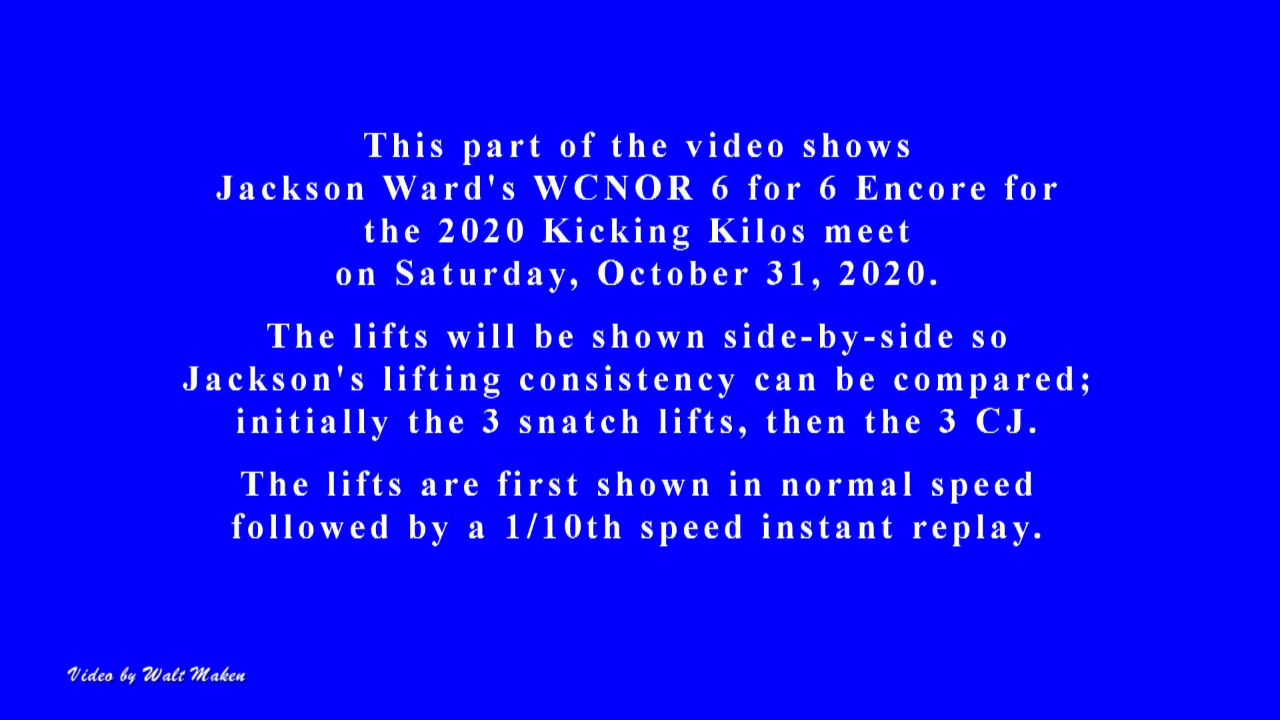 This part of the video shows
Jackson Ward's WCNOR 6 for 6 Encore for
the 2020 Kicking Kilos meet
on Saturday, October 31, 2020.
The lifts will be shown side-by-side so
Jackson's lifting consistency can be compared;
initially the 3 snatch lifts, then the 3 CJ.
The lifts are first shown in normal speed
followed by a 1/10th speed instant replay.
Video by Walt Maken